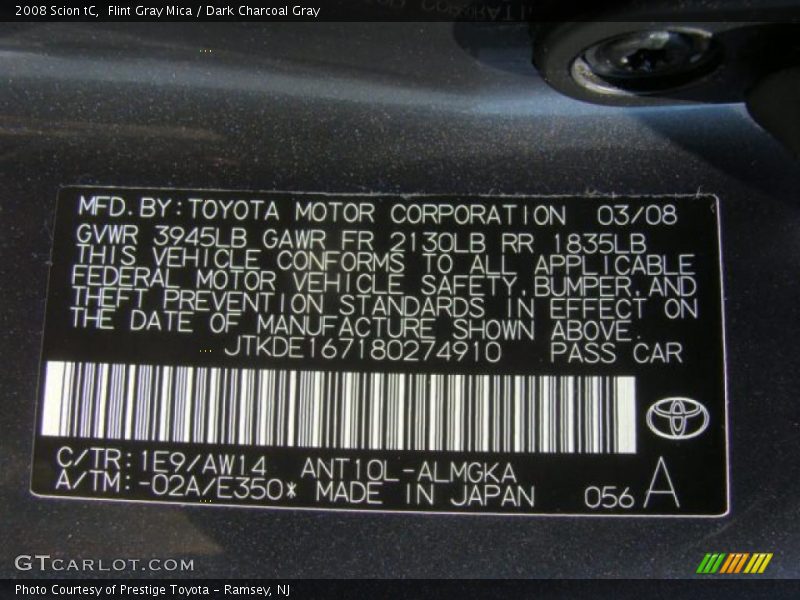 2008 Scion tC,  Flint Gray Mica / Dark Charcoal Gray
MFD. BY: TOYOTA MOTOR CORPORATION 03/08
GVWR 3945LB GAWR FR 2130LB RR 1835LB
THIS VEHICLE CONFORMS TO ALL APPLICABLE
FEDERAL MOTOR VEHICLE SAFETY, BUMPER, AND
THEFT PREVENTION STANDARDS IN EFFECT ON
THE DATE OF MANUFACTURE SHOWN ABOVE.
JTKDE167180274910 PASS CAR
C/TR: 1E9/AW14 ANT10L-ALMGKA
A/TM: -02A/E350* MADE IN JAPAN 056 A
GTCARLOT.COM
Photo Courtesy of Prestige Toyota - Ramsey, NJ